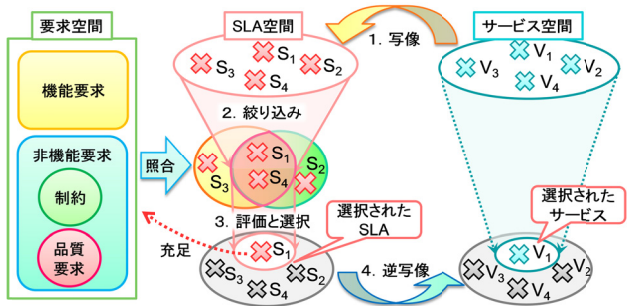 要求空間
機能要求
非機能要求
制約
品質
要求
照合
SLA空間
S1
S2
S3
S4
1. 写像
サービス空間
V1
V2
V3
V4
2. 絞り込み
S1
S2
S3
S4
3. 評価と選択
充足
選択された
SLA
S1
S2
S3
S4
4. 逆写像
選択された
サービス
V1
V2
V3
V4